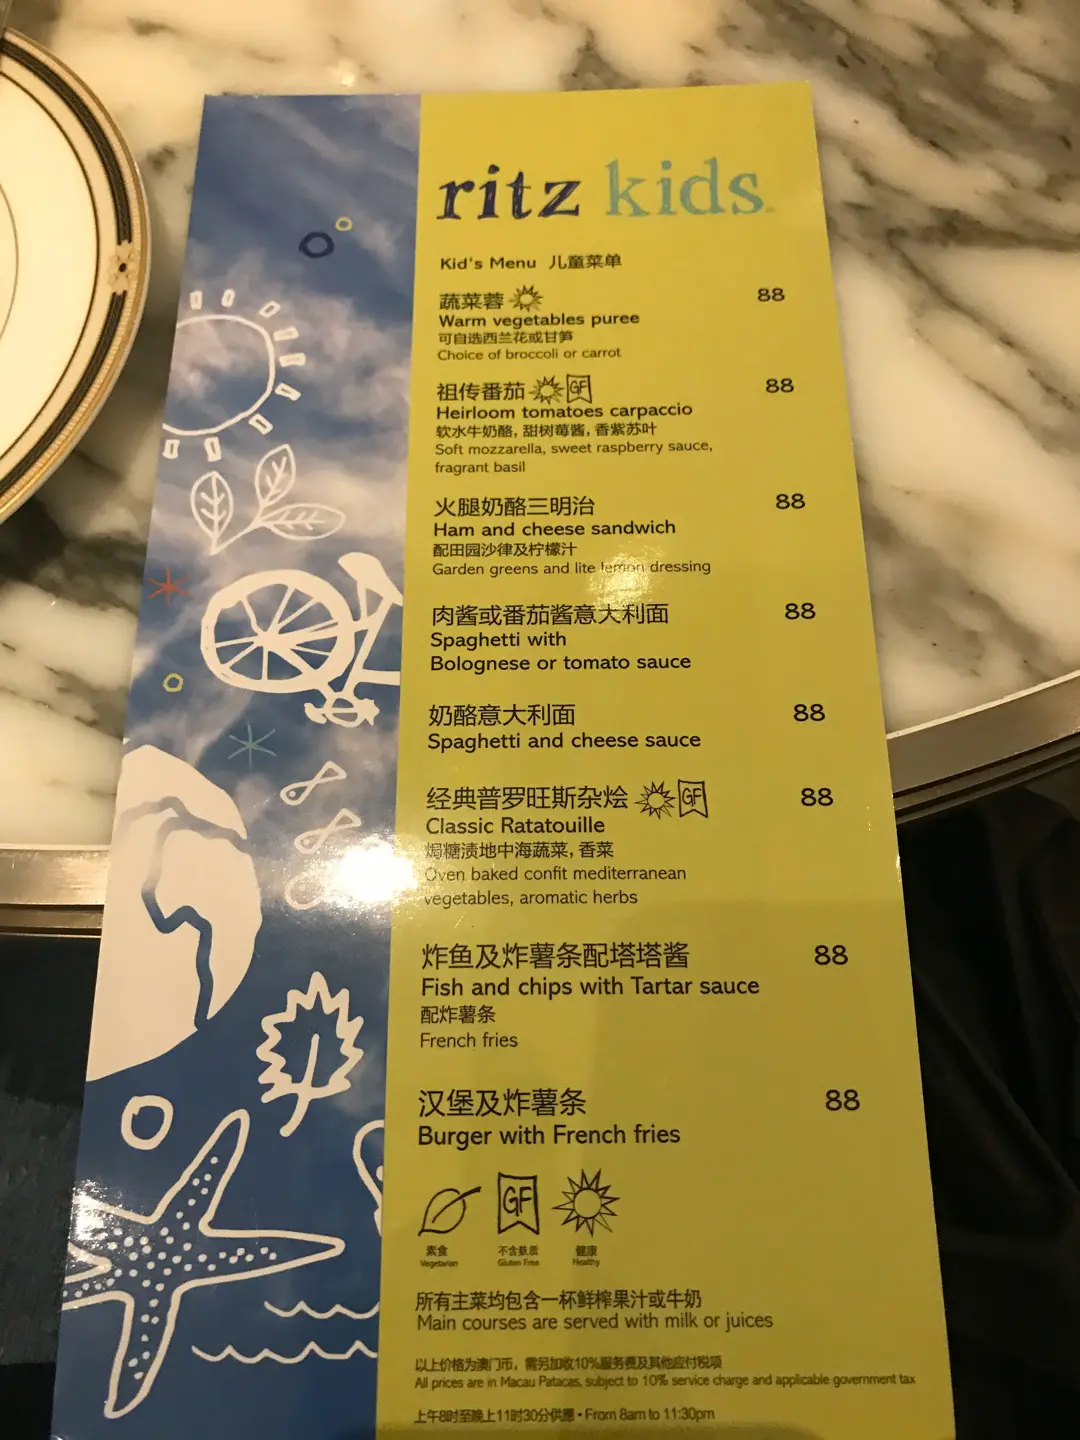 ritz kids
Kid's Menu 儿童菜单
蔬菜蓉 88
Warm vegetables puree
可自选西兰花或甘笋
Choice of broccoli or carrot
祖传番茄 GF 88
Heirloom tomatoes carpaccio
软水牛奶酪, 甜树莓酱, 香紫苏叶
Soft mozzarella, sweet raspberry sauce,
fragrant basil
火腿奶酪三明治 88
Ham and cheese sandwich
配田园沙律及柠檬汁
Garden greens and lite lemon dressing
肉酱或番茄酱意大利面 88
Spaghetti with
Bolognese or tomato sauce
奶酪意大利面 88
Spaghetti and cheese sauce
经典普罗旺斯杂烩 GF 88
Classic Ratatouille
焗糖渍地中海蔬菜, 香菜
Oven baked confit mediterranean
vegetables, aromatic herbs
炸鱼及炸薯条配塔塔酱 88
Fish and chips with Tartar sauce
配炸薯条
French fries
汉堡及炸薯条 88
Burger with French fries
GF
素食 不含麸质 健康
Vegetarian Gluten Free Healthy
所有主菜均包含一杯鲜榨果汁或牛奶
Main courses are served with milk or juices
以上价格为澳门币, 需另加收10%服务费及其他应付税项
All prices are in Macau Patacas, subject to 10% service charge and applicable government tax
上午8时至晚上11时30分供應 • From 8am to 11:30pm